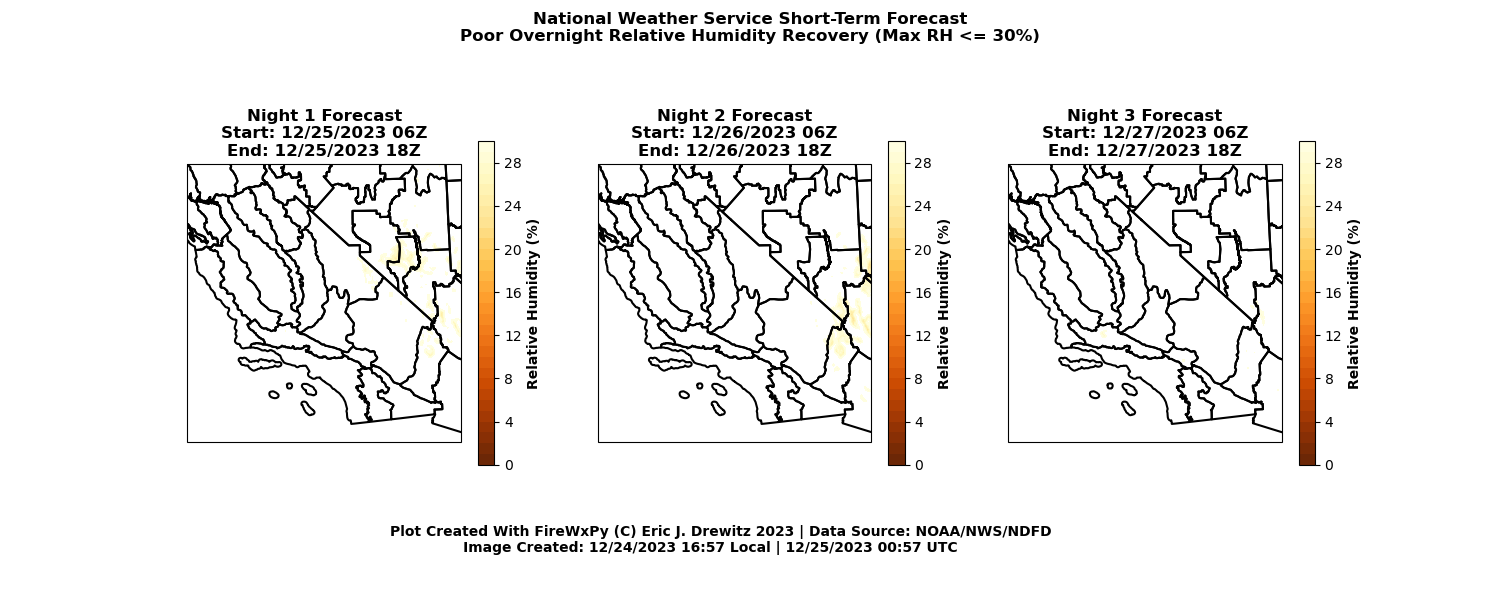 National Weather Service Short-Term Forecast
Poor Overnight Relative Humidity Recovery (Max RH <= 30%)
Night 1 Forecast
Start: 12/25/2023 06Z
End: 12/25/2023 18Z
28
24
20
16
12
8
4
0
Relative Humidity (%)
Night 2 Forecast
Start: 12/26/2023 06Z
End: 12/26/2023 18Z
28
24
20
16
12
8
4
0
Relative Humidity (%)
Night 3 Forecast
Start: 12/27/2023 06Z
End: 12/27/2023 18Z
28
24
20
16
12
8
4
0
Relative Humidity (%)
Plot Created With FireWxPy (C) Eric J. Drewitz 2023 | Data Source: NOAA/NWS/NDFD
Image Created: 12/24/2023 16:57 Local | 12/25/2023 00:57 UTC